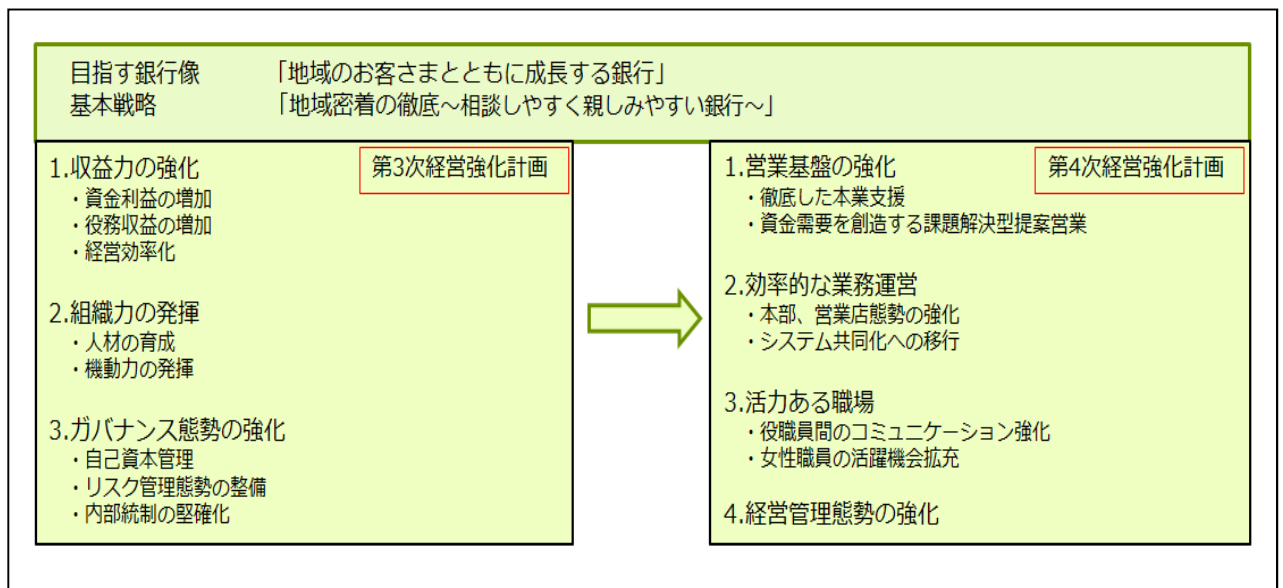 目指す銀行像 「地域のお客さまとともに成長する銀行」
基本戦略 「地域密着の徹底～相談しやすく親しみやすい銀行～」
第3次経営強化計画
1.収益力の強化
・資金利益の増加
・役務収益の増加
・経営効率化
2.組織力の発揮
・人材の育成
・機動力の発揮
3.ガバナンス態勢の強化
・自己資本管理
・リスク管理態勢の整備
・内部統制の堅確化
第4次経営強化計画
1.営業基盤の強化
・徹底した本業支援
・資金需要を創造する課題解決型提案営業
2.効率的な業務運営
・本部、営業店態勢の強化
・システム共同化への移行
3.活力ある職場
・役職員間のコミュニケーション強化
・女性職員の活躍機会拡充
4.経営管理態勢の強化